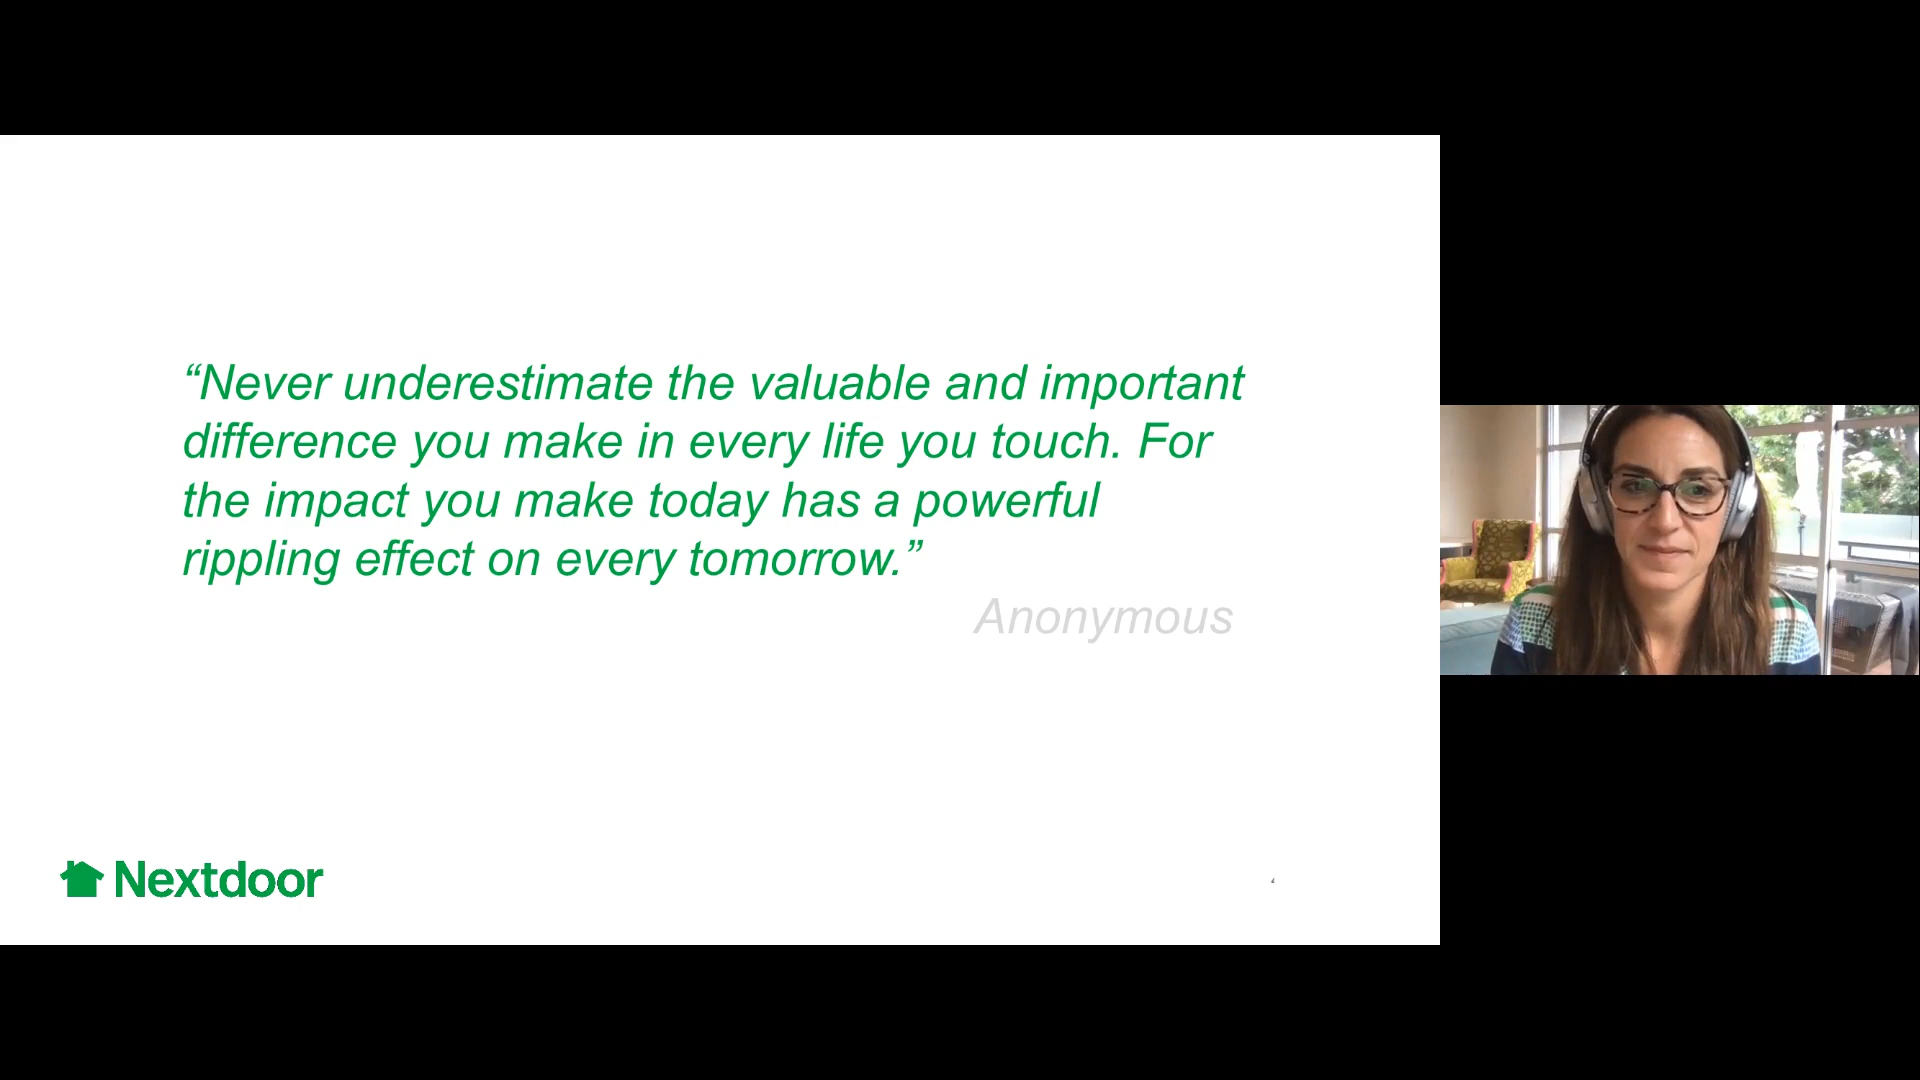 “Never underestimate the valuable and important
difference you make in every life you touch. For
the impact you make today has a powerful
rippling effect on every tomorrow.”
Anonymous
Nextdoor